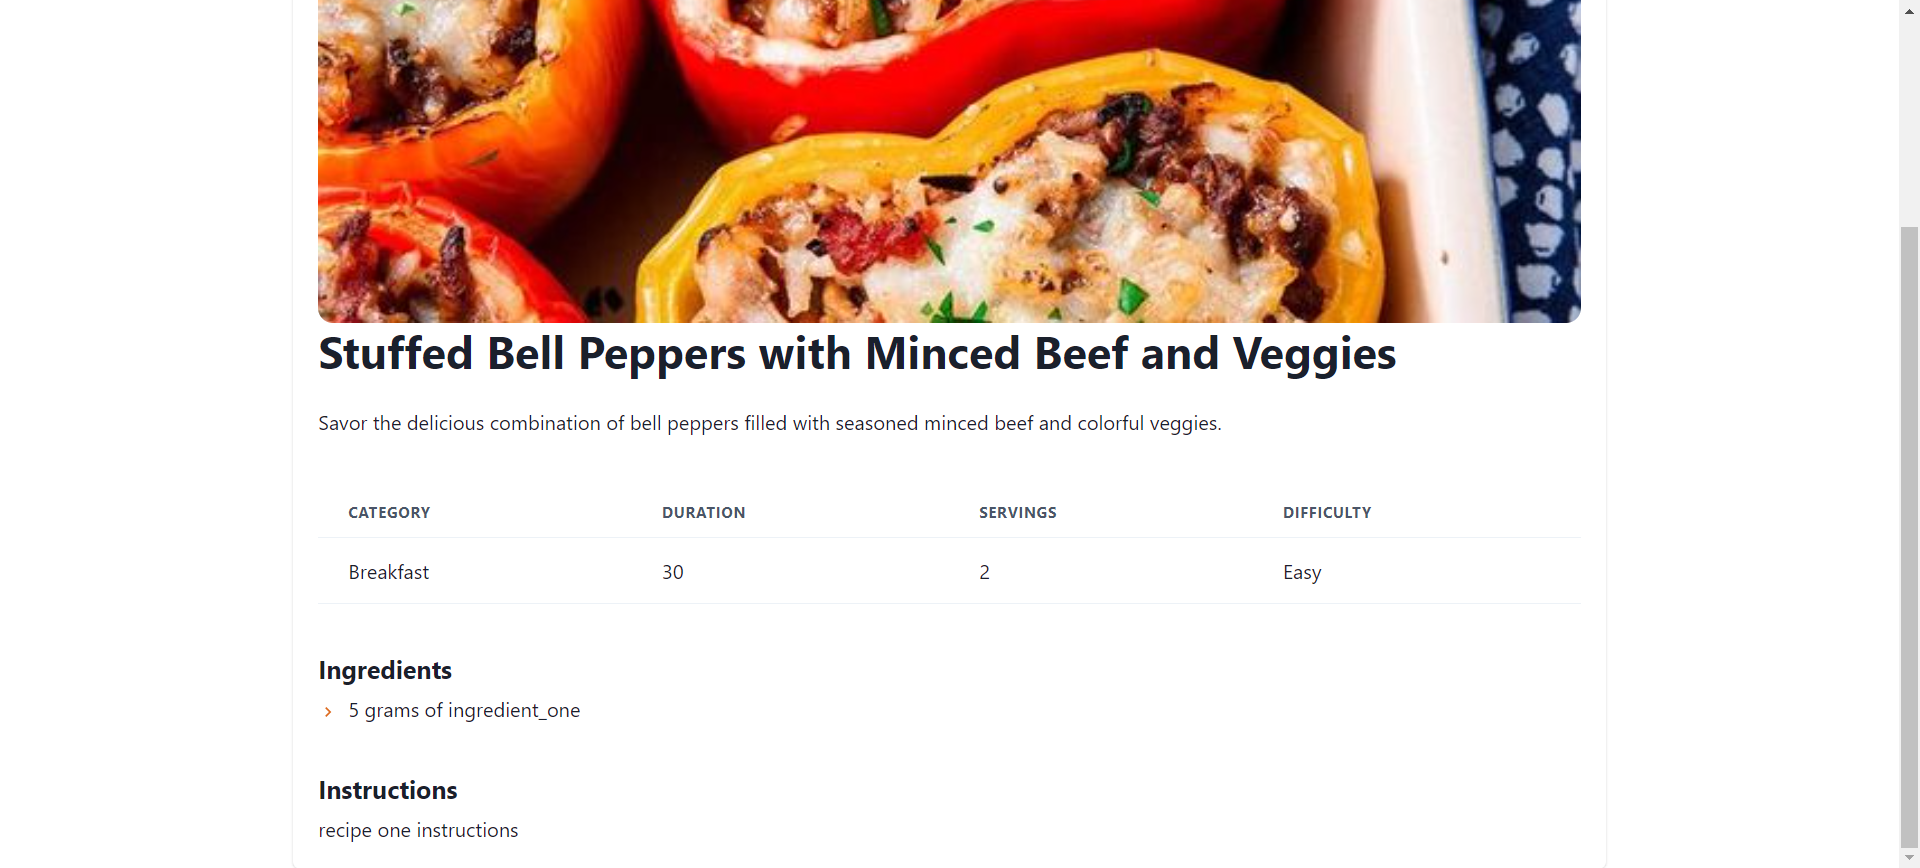 Stuffed Bell Peppers with Minced Beef and Veggies
Savor the delicious combination of bell peppers filled with seasoned minced beef and colorful veggies.
CATEGORY DURATION SERVINGS DIFFICULTY
Breakfast 30 2 Easy
Ingredients
5 grams of ingredient_one
Instructions
recipe one instructions